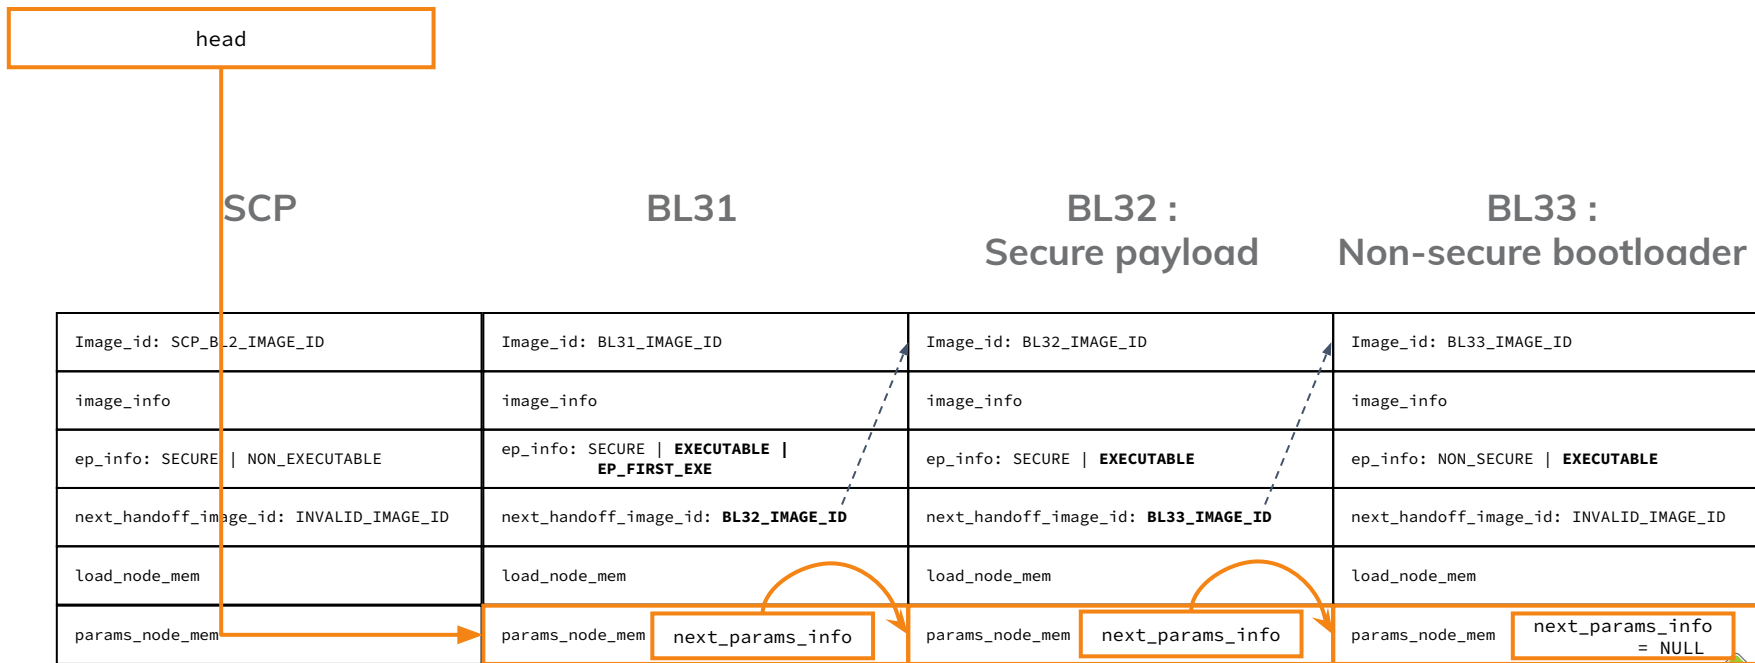 head
SCP
BL31
BL32 :
Secure payload
BL33 :
Non-secure bootloader
Image_id: SCP_BL2_IMAGE_ID
Image_id: BL31_IMAGE_ID
Image_id: BL32_IMAGE_ID
Image_id: BL33_IMAGE_ID
image_info
image_info
image_info
image_info
ep_info: SECURE | NON_EXECUTABLE
ep_info: SECURE | EXECUTABLE |
EP_FIRST_EXE
ep_info: SECURE | EXECUTABLE
ep_info: NON_SECURE | EXECUTABLE
next_handoff_image_id: INVALID_IMAGE_ID
next_handoff_image_id: BL32_IMAGE_ID
next_handoff_image_id: BL33_IMAGE_ID
next_handoff_image_id: INVALID_IMAGE_ID
load_node_mem
load_node_mem
load_node_mem
load_node_mem
params_node_mem
params_node_mem
next_params_info
params_node_mem
next_params_info
params_node_mem
next_params_info
= NULL